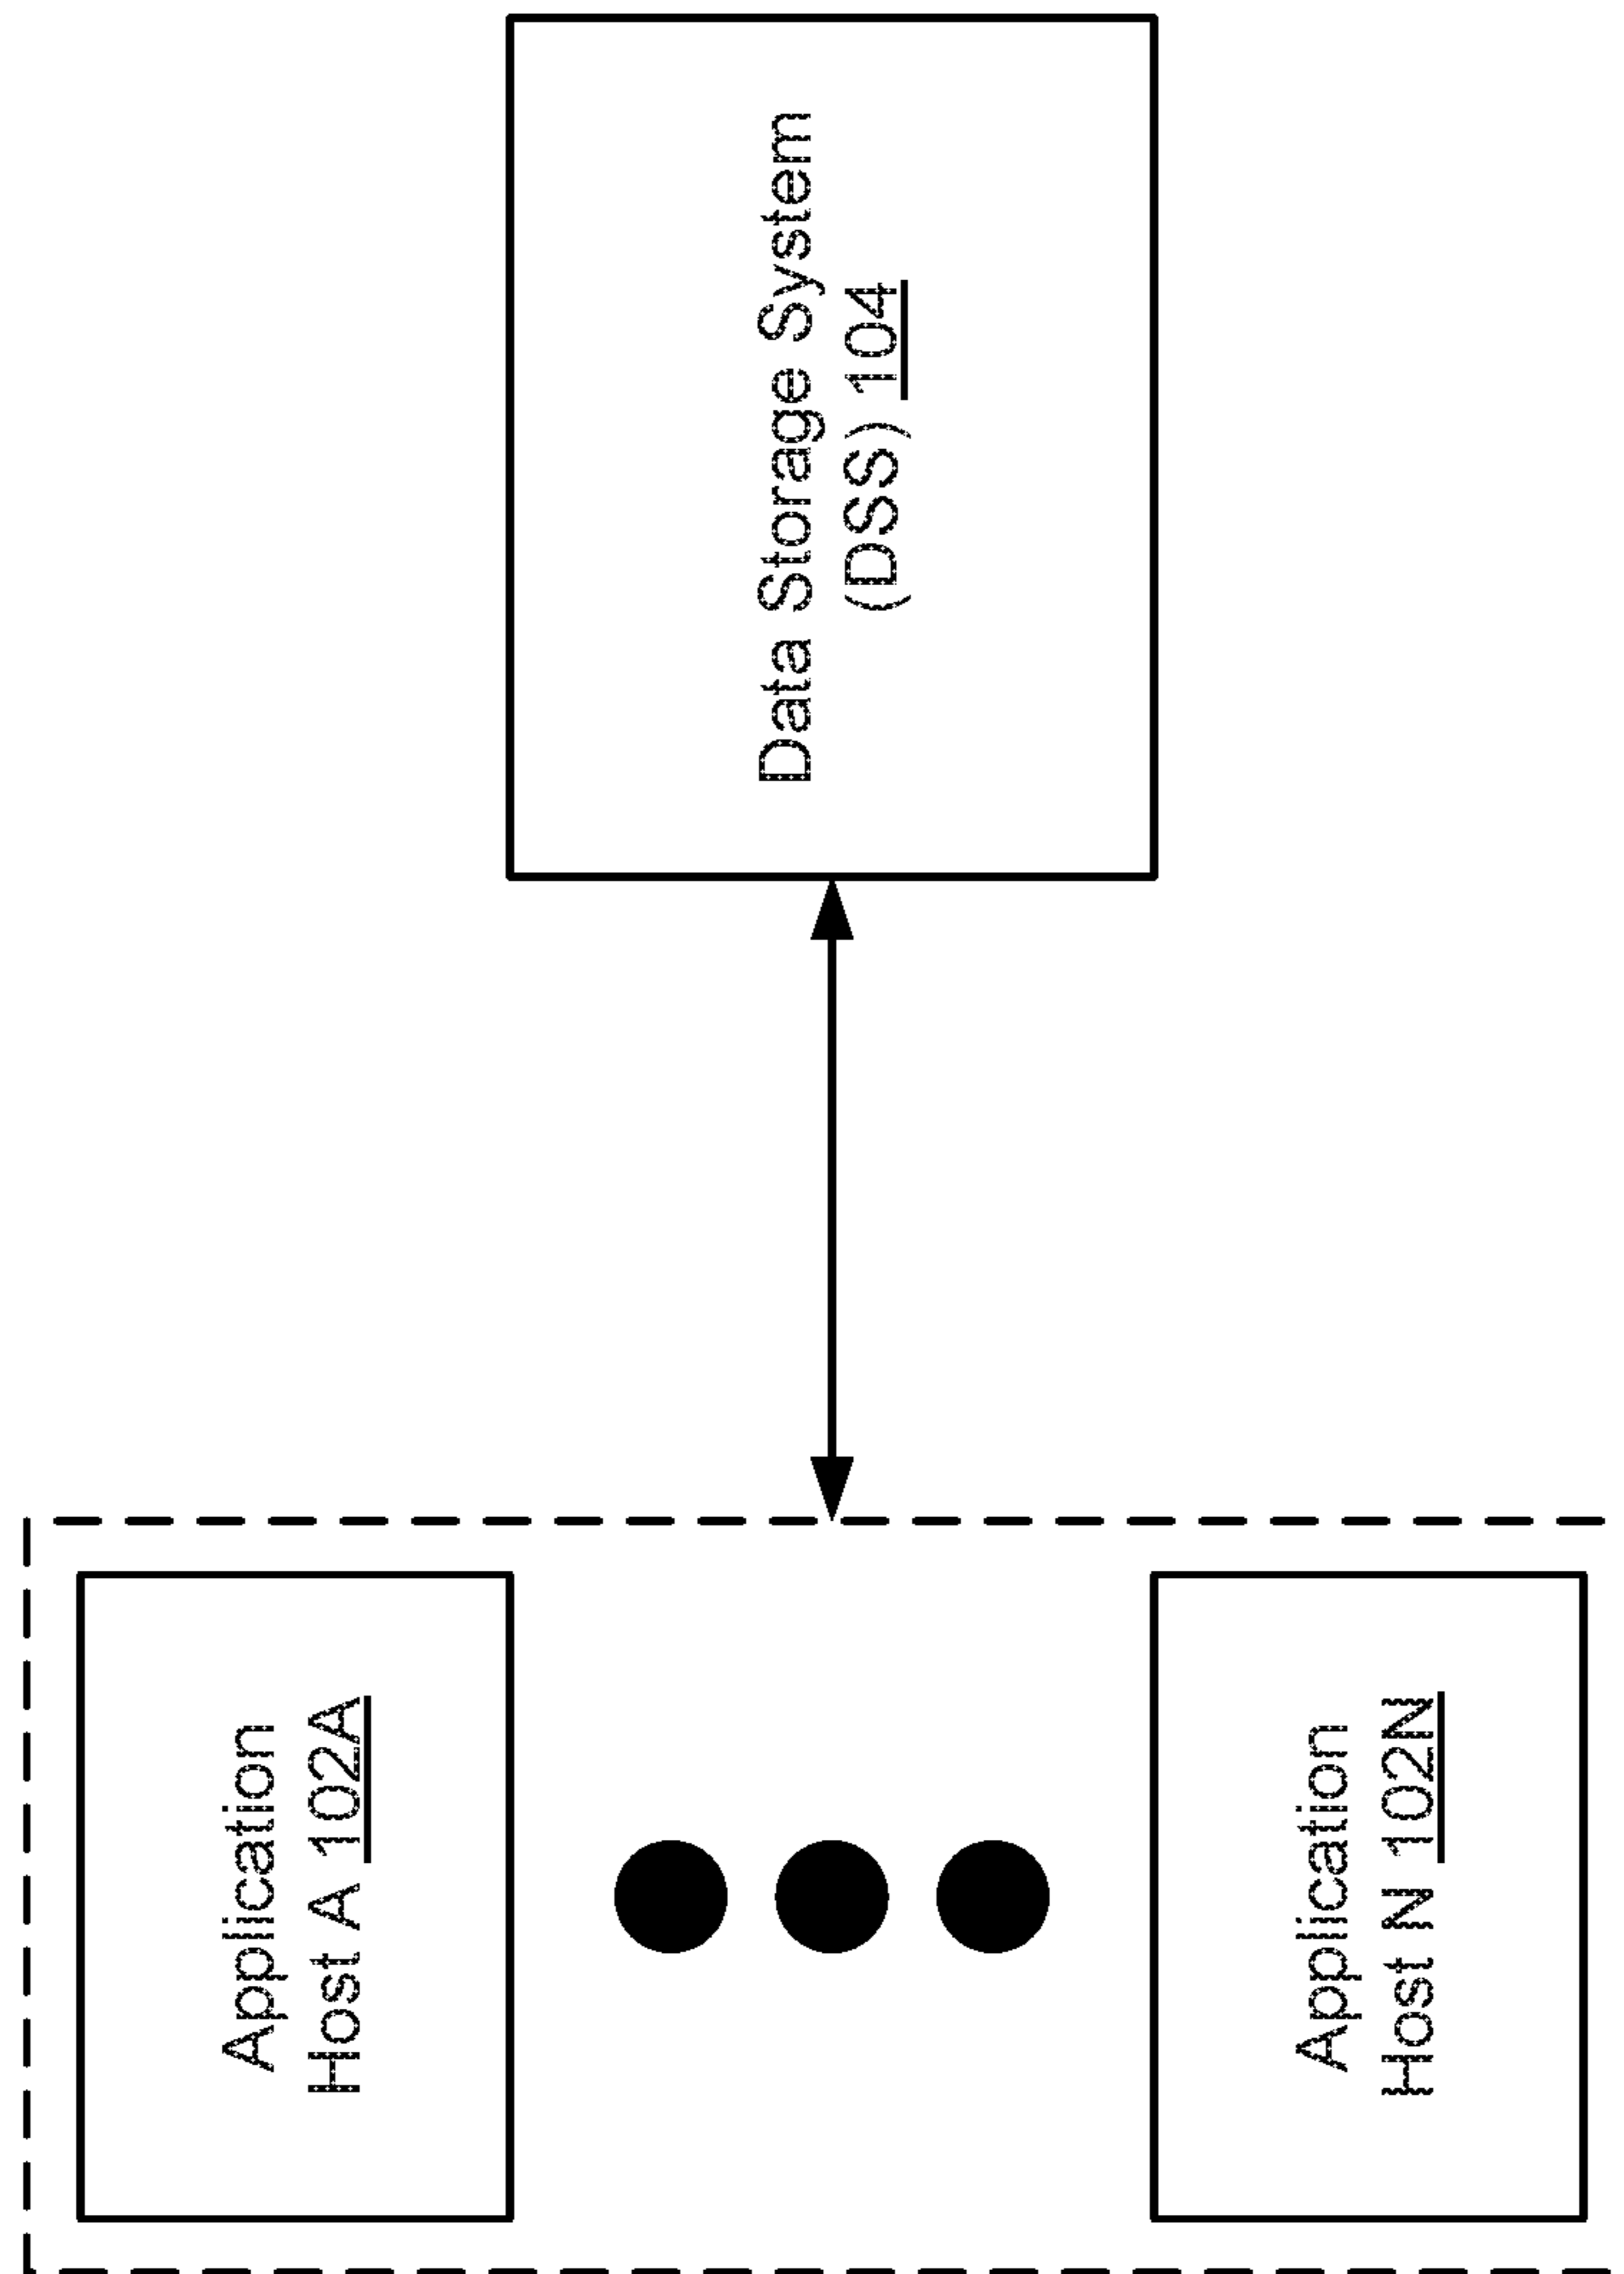 Application
Host A 102A
Application
Host N 102N
Data Storage System
(DSS) 104